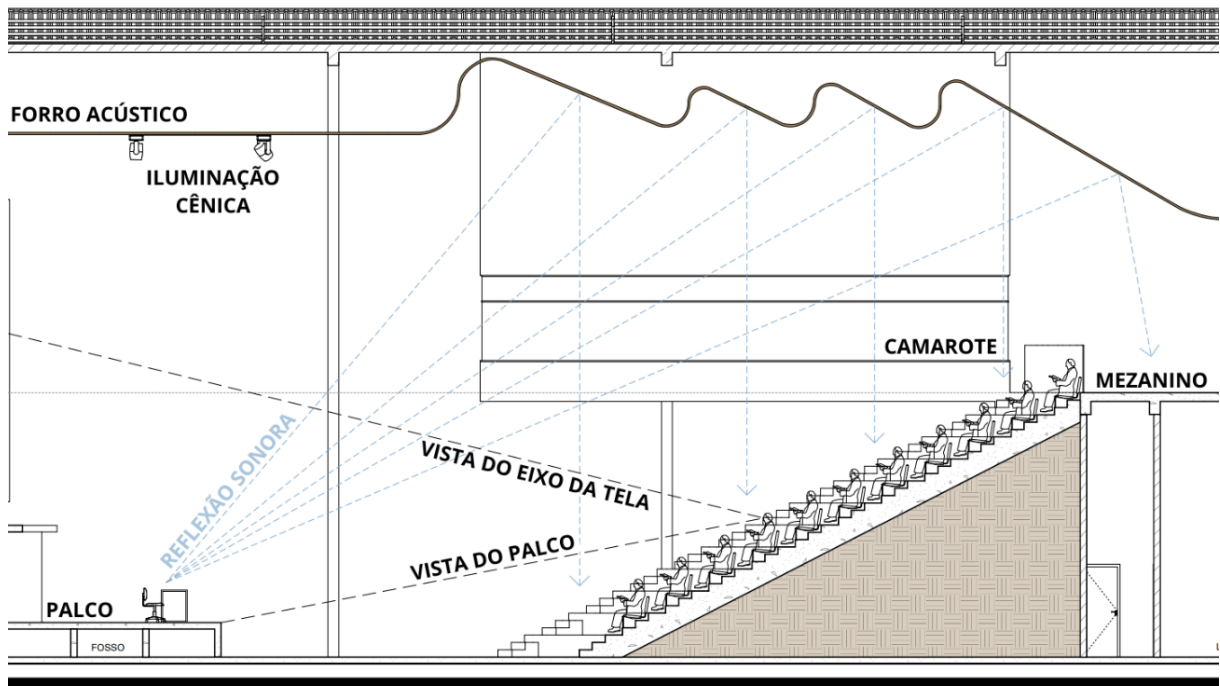 FORRO ACÚSTICO
ILUMINAÇÃO
CÊNICA
CAMAROTE
MEZANINO
REFLEXÃO SONORA
VISTA DO EIXO DA TELA
VISTA DO PALCO
PALCO
FOSSO